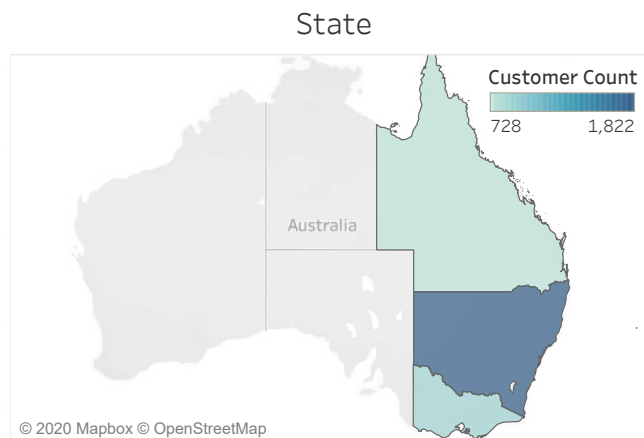 State
Customer Count
728 1,822
Australia
© 2020 Mapbox © OpenStreetMap